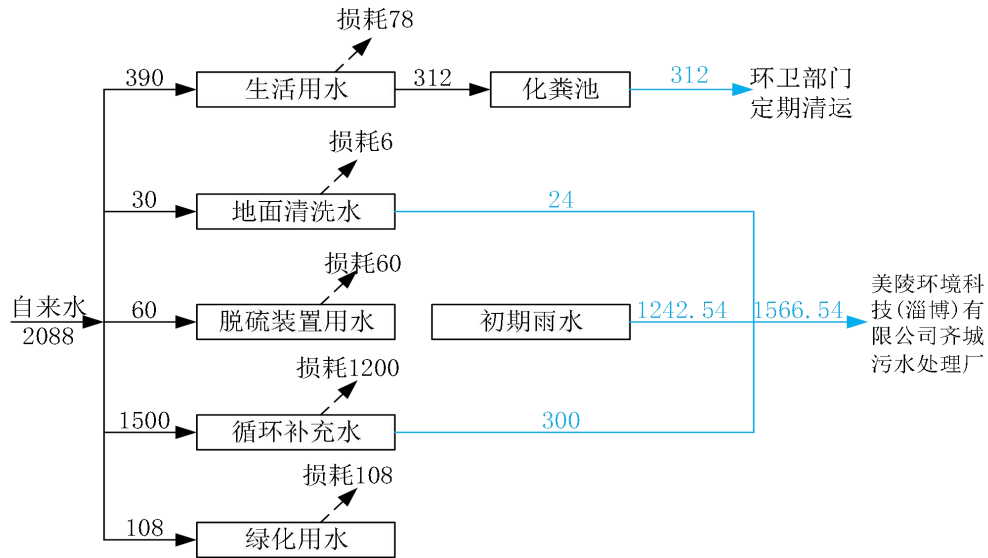 损耗78
390
生活用水
312
化粪池
312
环卫部门
定期清运
损耗6
30
地面清洗水
24
损耗60
自来水
2088
60
脱硫装置用水
初期雨水
1242.54
1566.54
美陵环境科
技(淄博)有
限公司齐城
污水处理厂
损耗1200
1500
循环补充水
300
损耗108
108
绿化用水